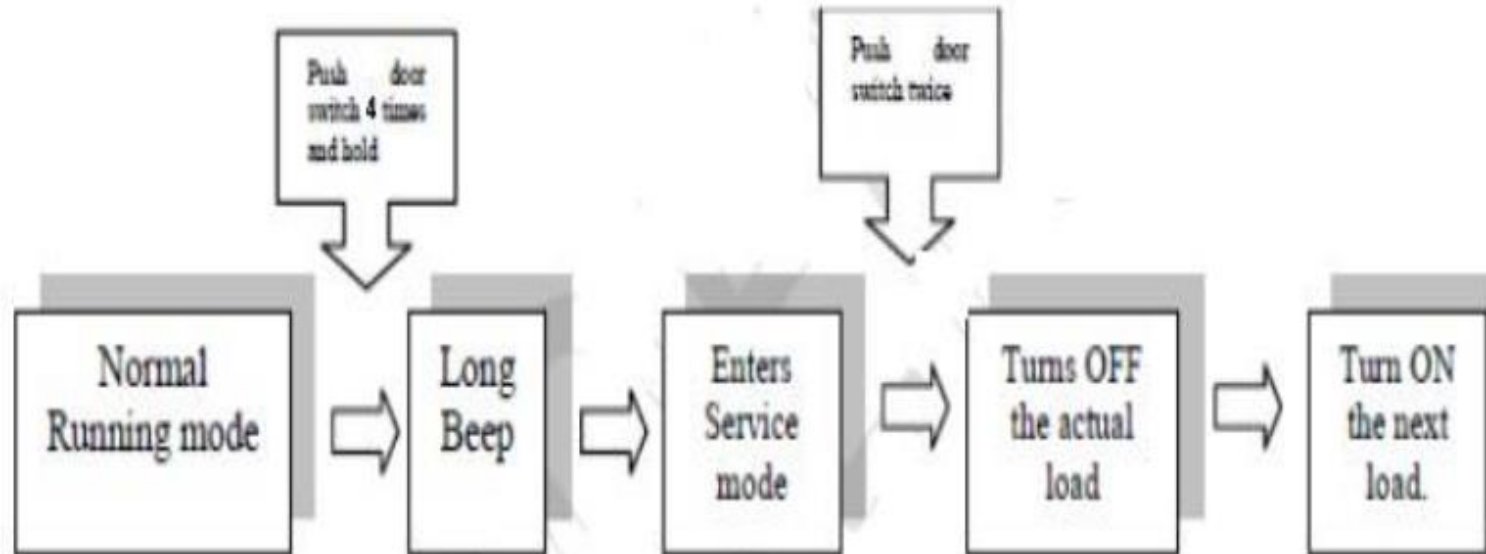 Push door
switch 4 times
and hold
Push door
switch twice
Normal
Running mode
Long
Beep
Enters
Service
mode
Turns OFF
the actual
load
Turn ON
the next
load.